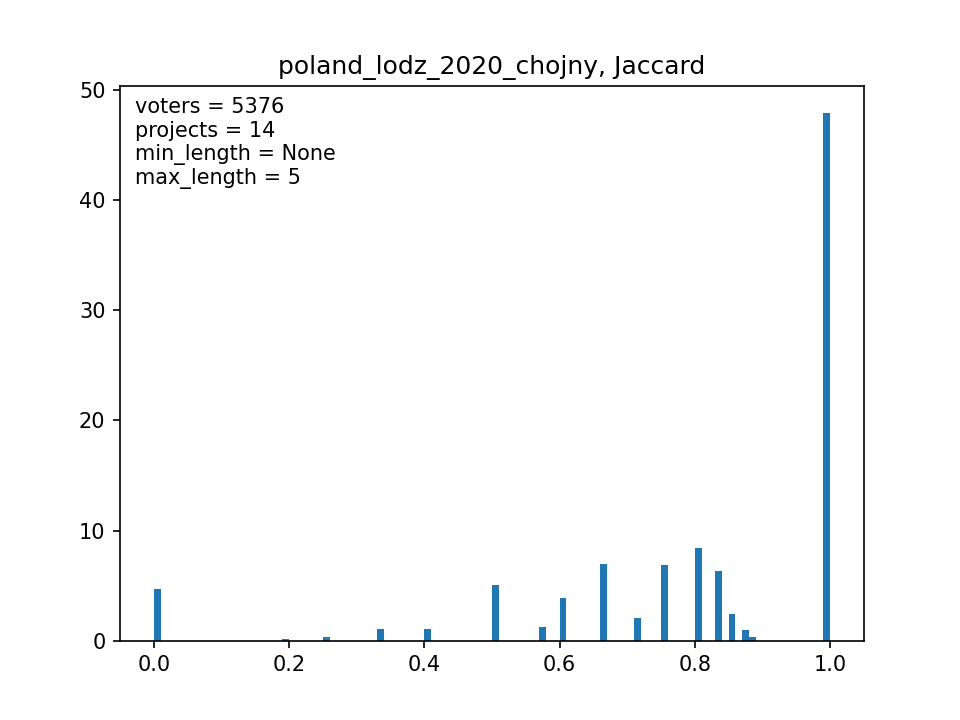 poland_lodz_2020_chojny, Jaccard
voters = 5376
projects = 14
min_length = None
max_length = 5
50
40
30
20
10
0
0.0 0.2 0.4 0.6 0.8 1.0